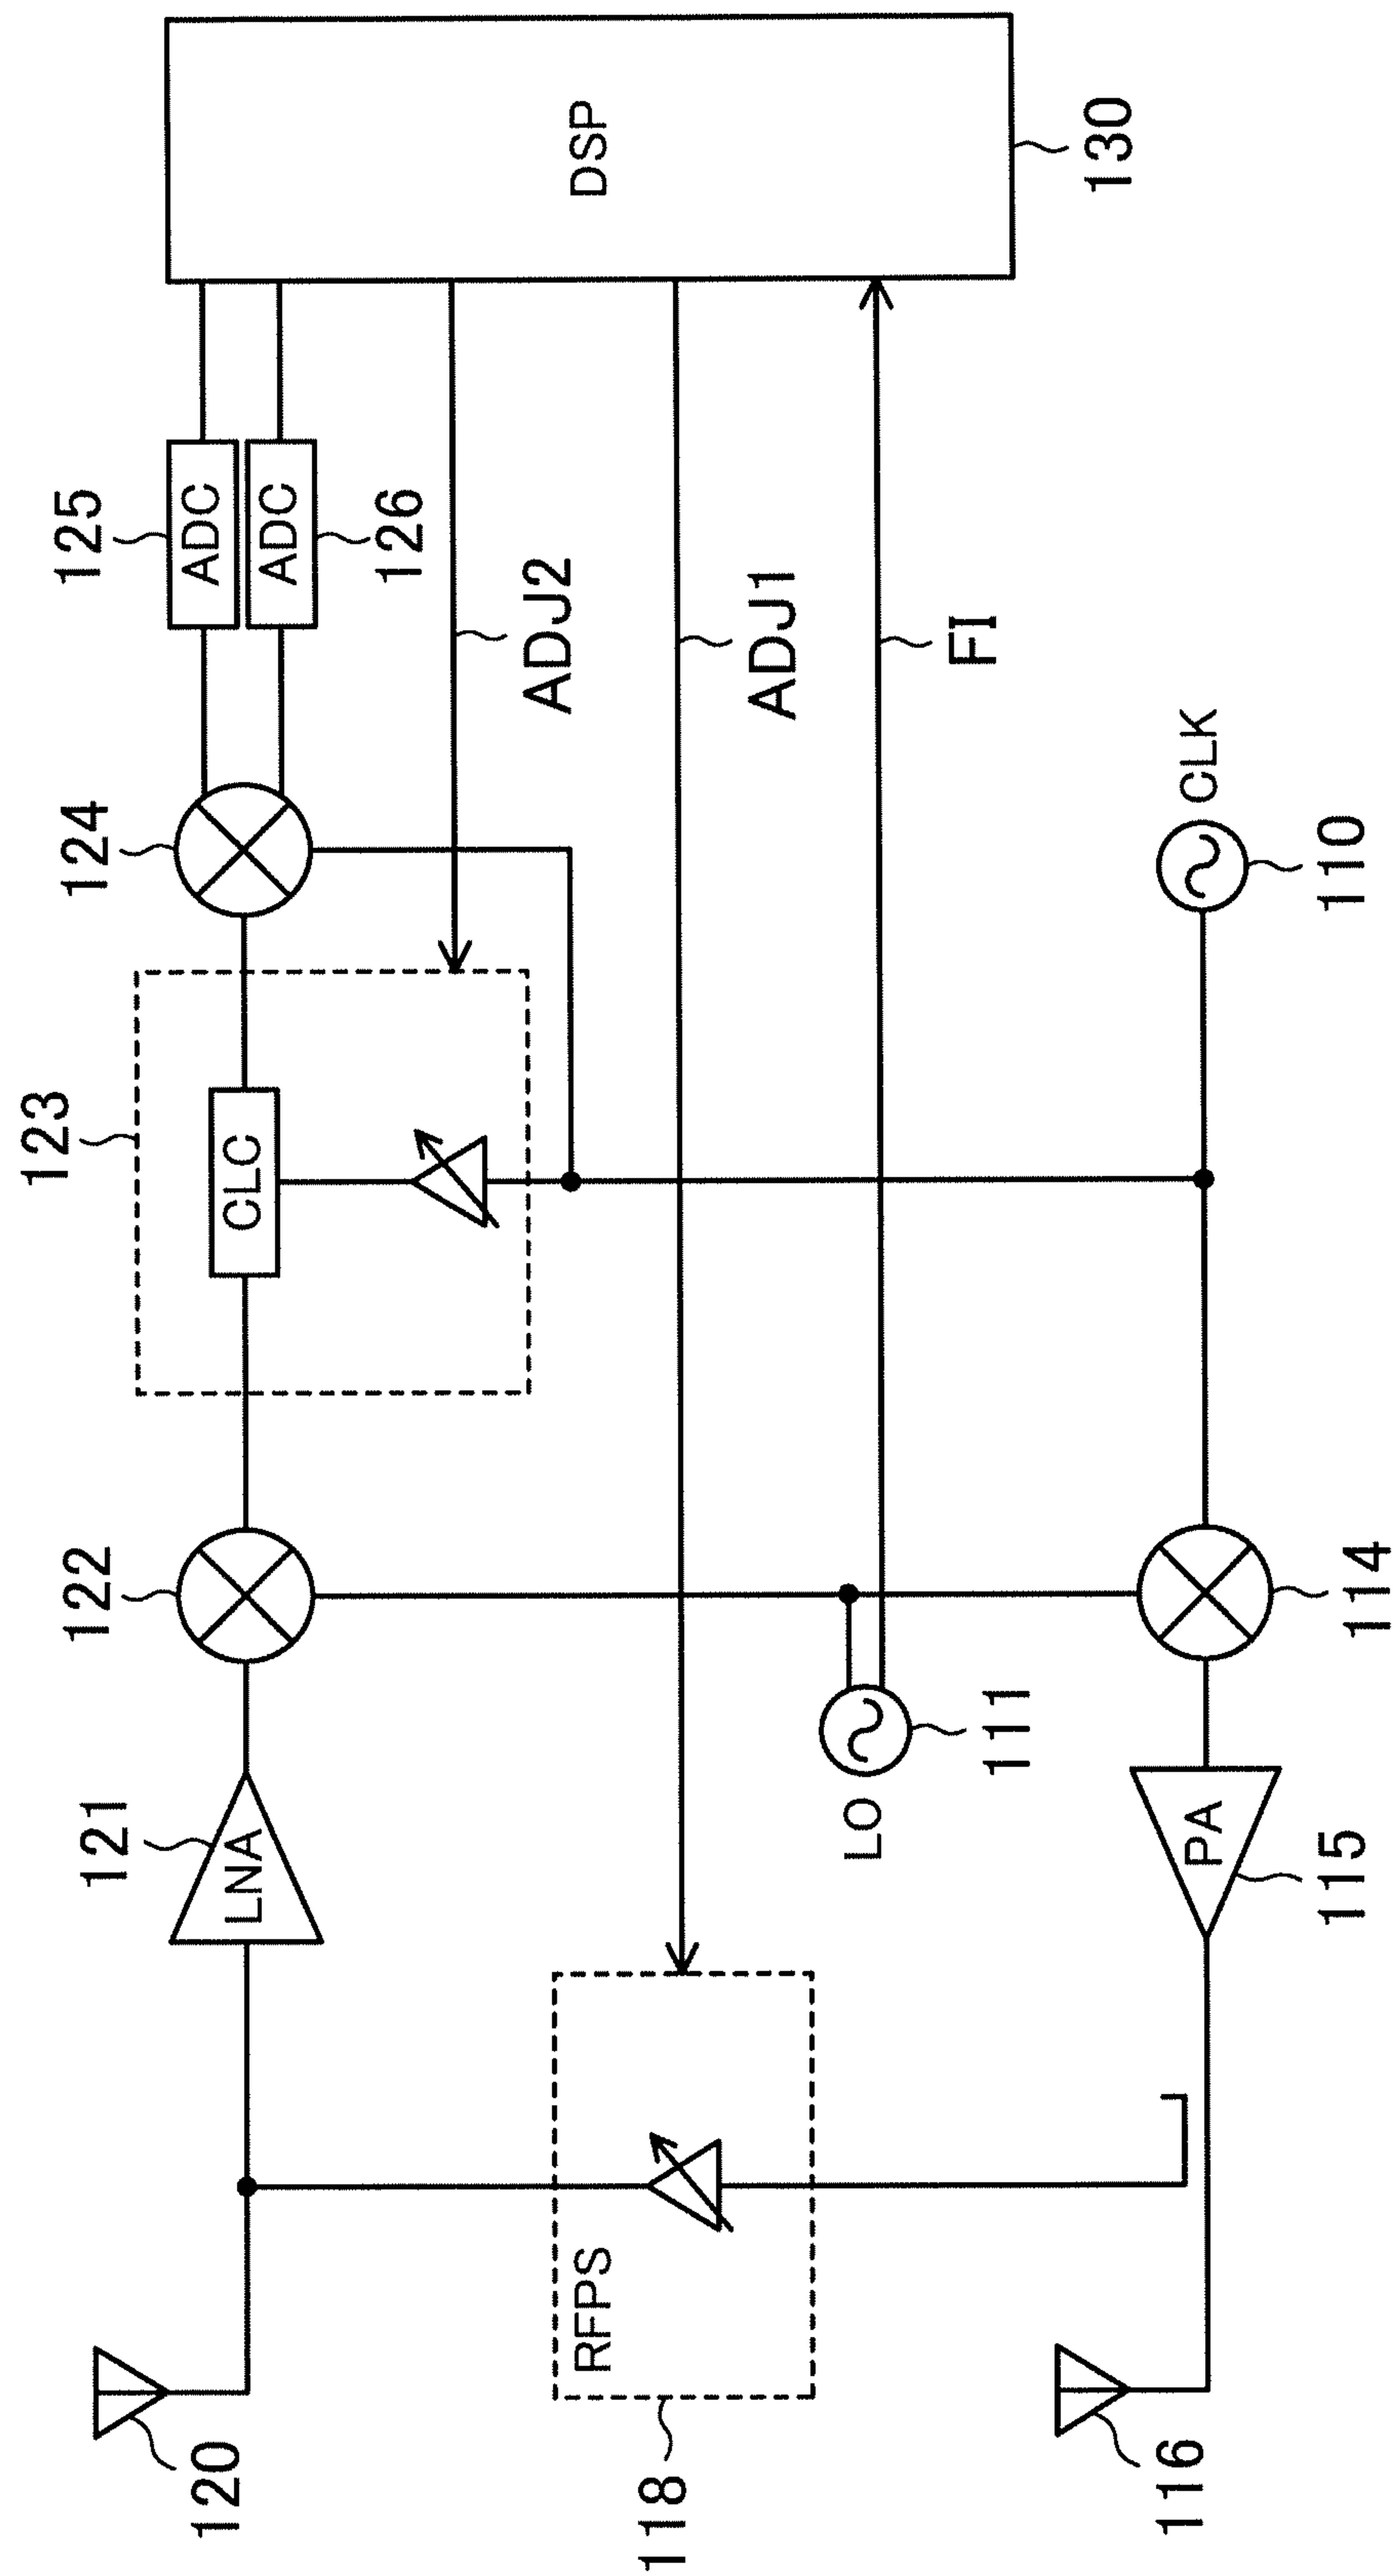 121
122
123
124
125
LNA
CLC
ADC
ADC
120
126
ADJ2
DSP
RFPS
118
ADJ1
LO
FI
111
130
116
PA
CLK
115
114
110